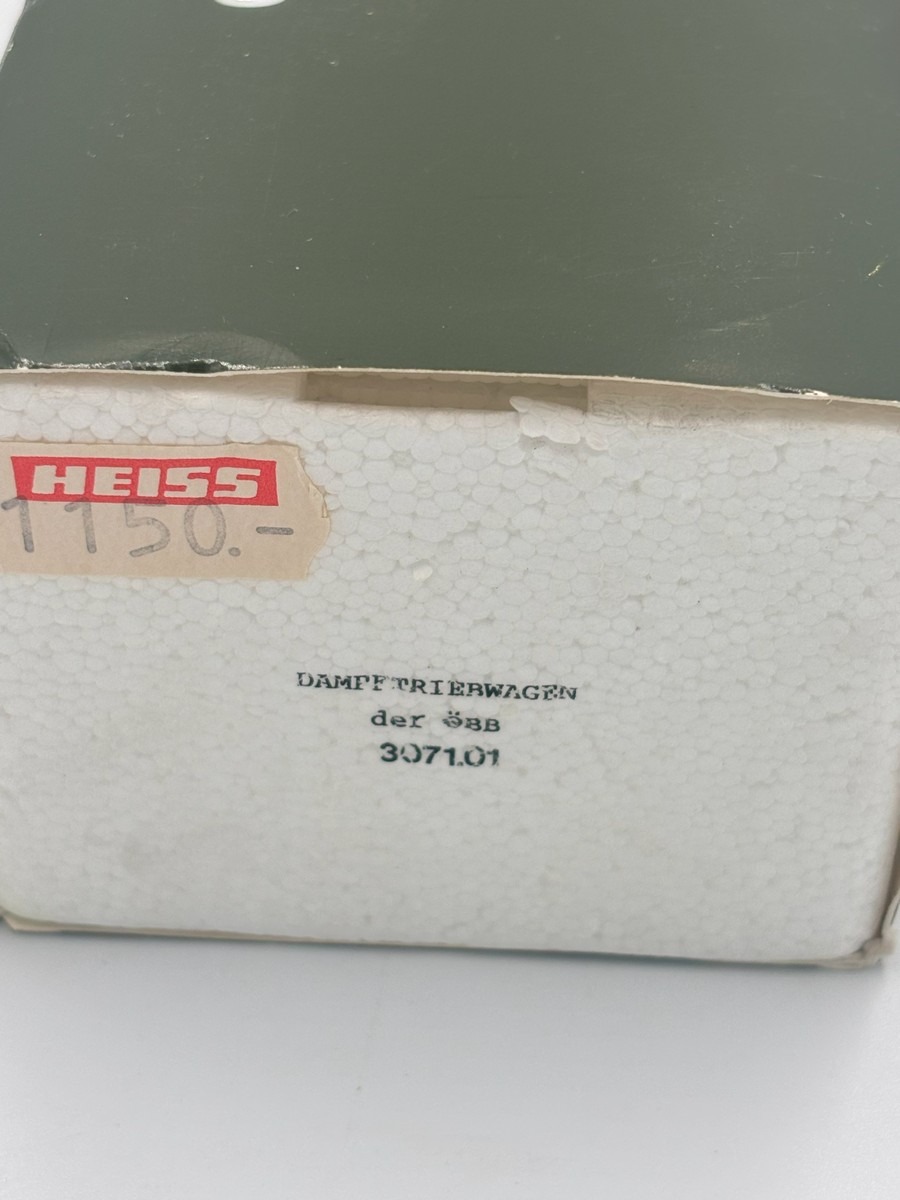 HEISS
1150.-
DAMPFTRIEBWAGEN
der ÖBB
3071.01